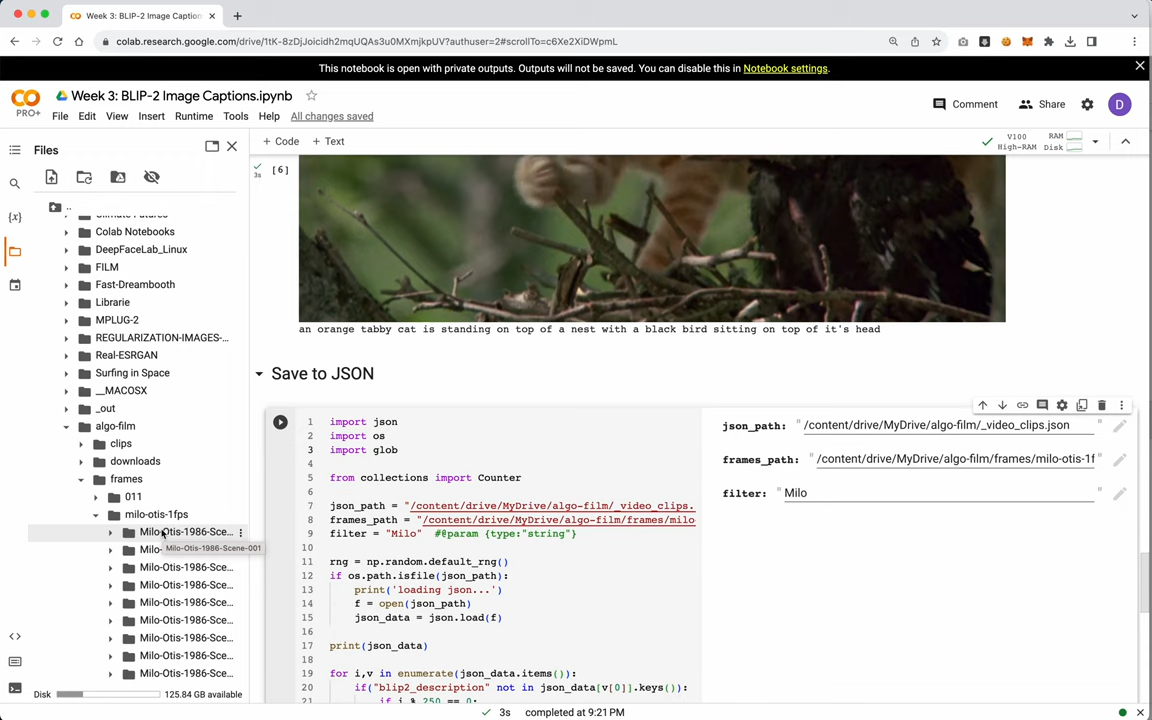 Week 3: BLIP-2 Image Caption
colab.research.google.com/drive/1tK-8zDjJoicidh2mqUQAs3u0MXmjkpUV?authuser=2#scrollTo=c6Xe2XiDWpmL
This notebook is open with private outputs. Outputs will not be saved. You can disable this in Notebook settings.
CO
PRO+
Week 3: BLIP-2 Image Captions.ipynb
Comment
Share
D
File Edit View Insert Runtime Tools Help All changes saved
Files
+ Code + Text
V100
High-RAM
RAM
Disk
{x}
3s
[6]
..
Climate Futures
Colab Notebooks
DeepFaceLab_Linux
FILM
Fast-Dreambooth
Librarie
MPLUG-2
REGULARIZATION-IMAGES-...
Real-ESRGAN
Surfing in Space
__MACOSX
_out
algo-film
clips
downloads
frames
011
milo-otis-1fps
Milo-Otis-1986-Sce...
Milo-
Milo-Otis-1986-Scene-001
Milo-Otis-1986-Sce...
Milo-Otis-1986-Sce...
Milo-Otis-1986-Sce...
Milo-Otis-1986-Sce...
Milo-Otis-1986-Sce...
Milo-Otis-1986-Sce...
Milo-Otis-1986-Sce...
Disk 125.84 GB available
an orange tabby cat is standing on top of a nest with a black bird sitting on top of it's head
Save to JSON
1 import json
2 import os
3 import glob
4
5 from collections import Counter
6
7 json_path = "/content/drive/MyDrive/algo-film/_video_clips.
8 frames_path = "/content/drive/MyDrive/algo-film/frames/milo-
9 filter = "Milo" #@param {type:"string"}
10
11 rng = np.random.default_rng()
12 if os.path.isfile(json_path):
13 print('loading json...')
14 f = open(json_path)
15 json_data = json.load(f)
16
17 print(json_data)
18
19 for i,v in enumerate(json_data.items()):
20 if("blip2_description" not in json_data[v[0]].keys()):
21 if i % 250 == 0:
json_path: "/content/drive/MyDrive/algo-film/_video_clips.json "
frames_path: "/content/drive/MyDrive/algo-film/frames/milo-otis-1f "
filter: "Milo "
3s completed at 9:21 PM